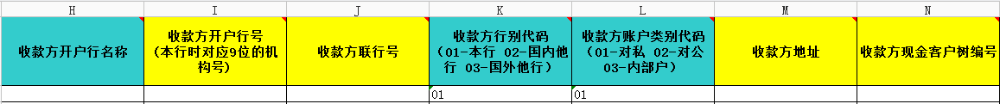 H I J K L M N
收款方开户行名称
收款方开户行号
(本行时对应9位的机
构号)
收款方联行号
收款方行别代码
（01-本行 02-国内他
行 03-国外他行）
收款方账户类别代码
（01-对私 02-对公
03-内部户）
收款方地址
收款方现金客户树编号
01
01